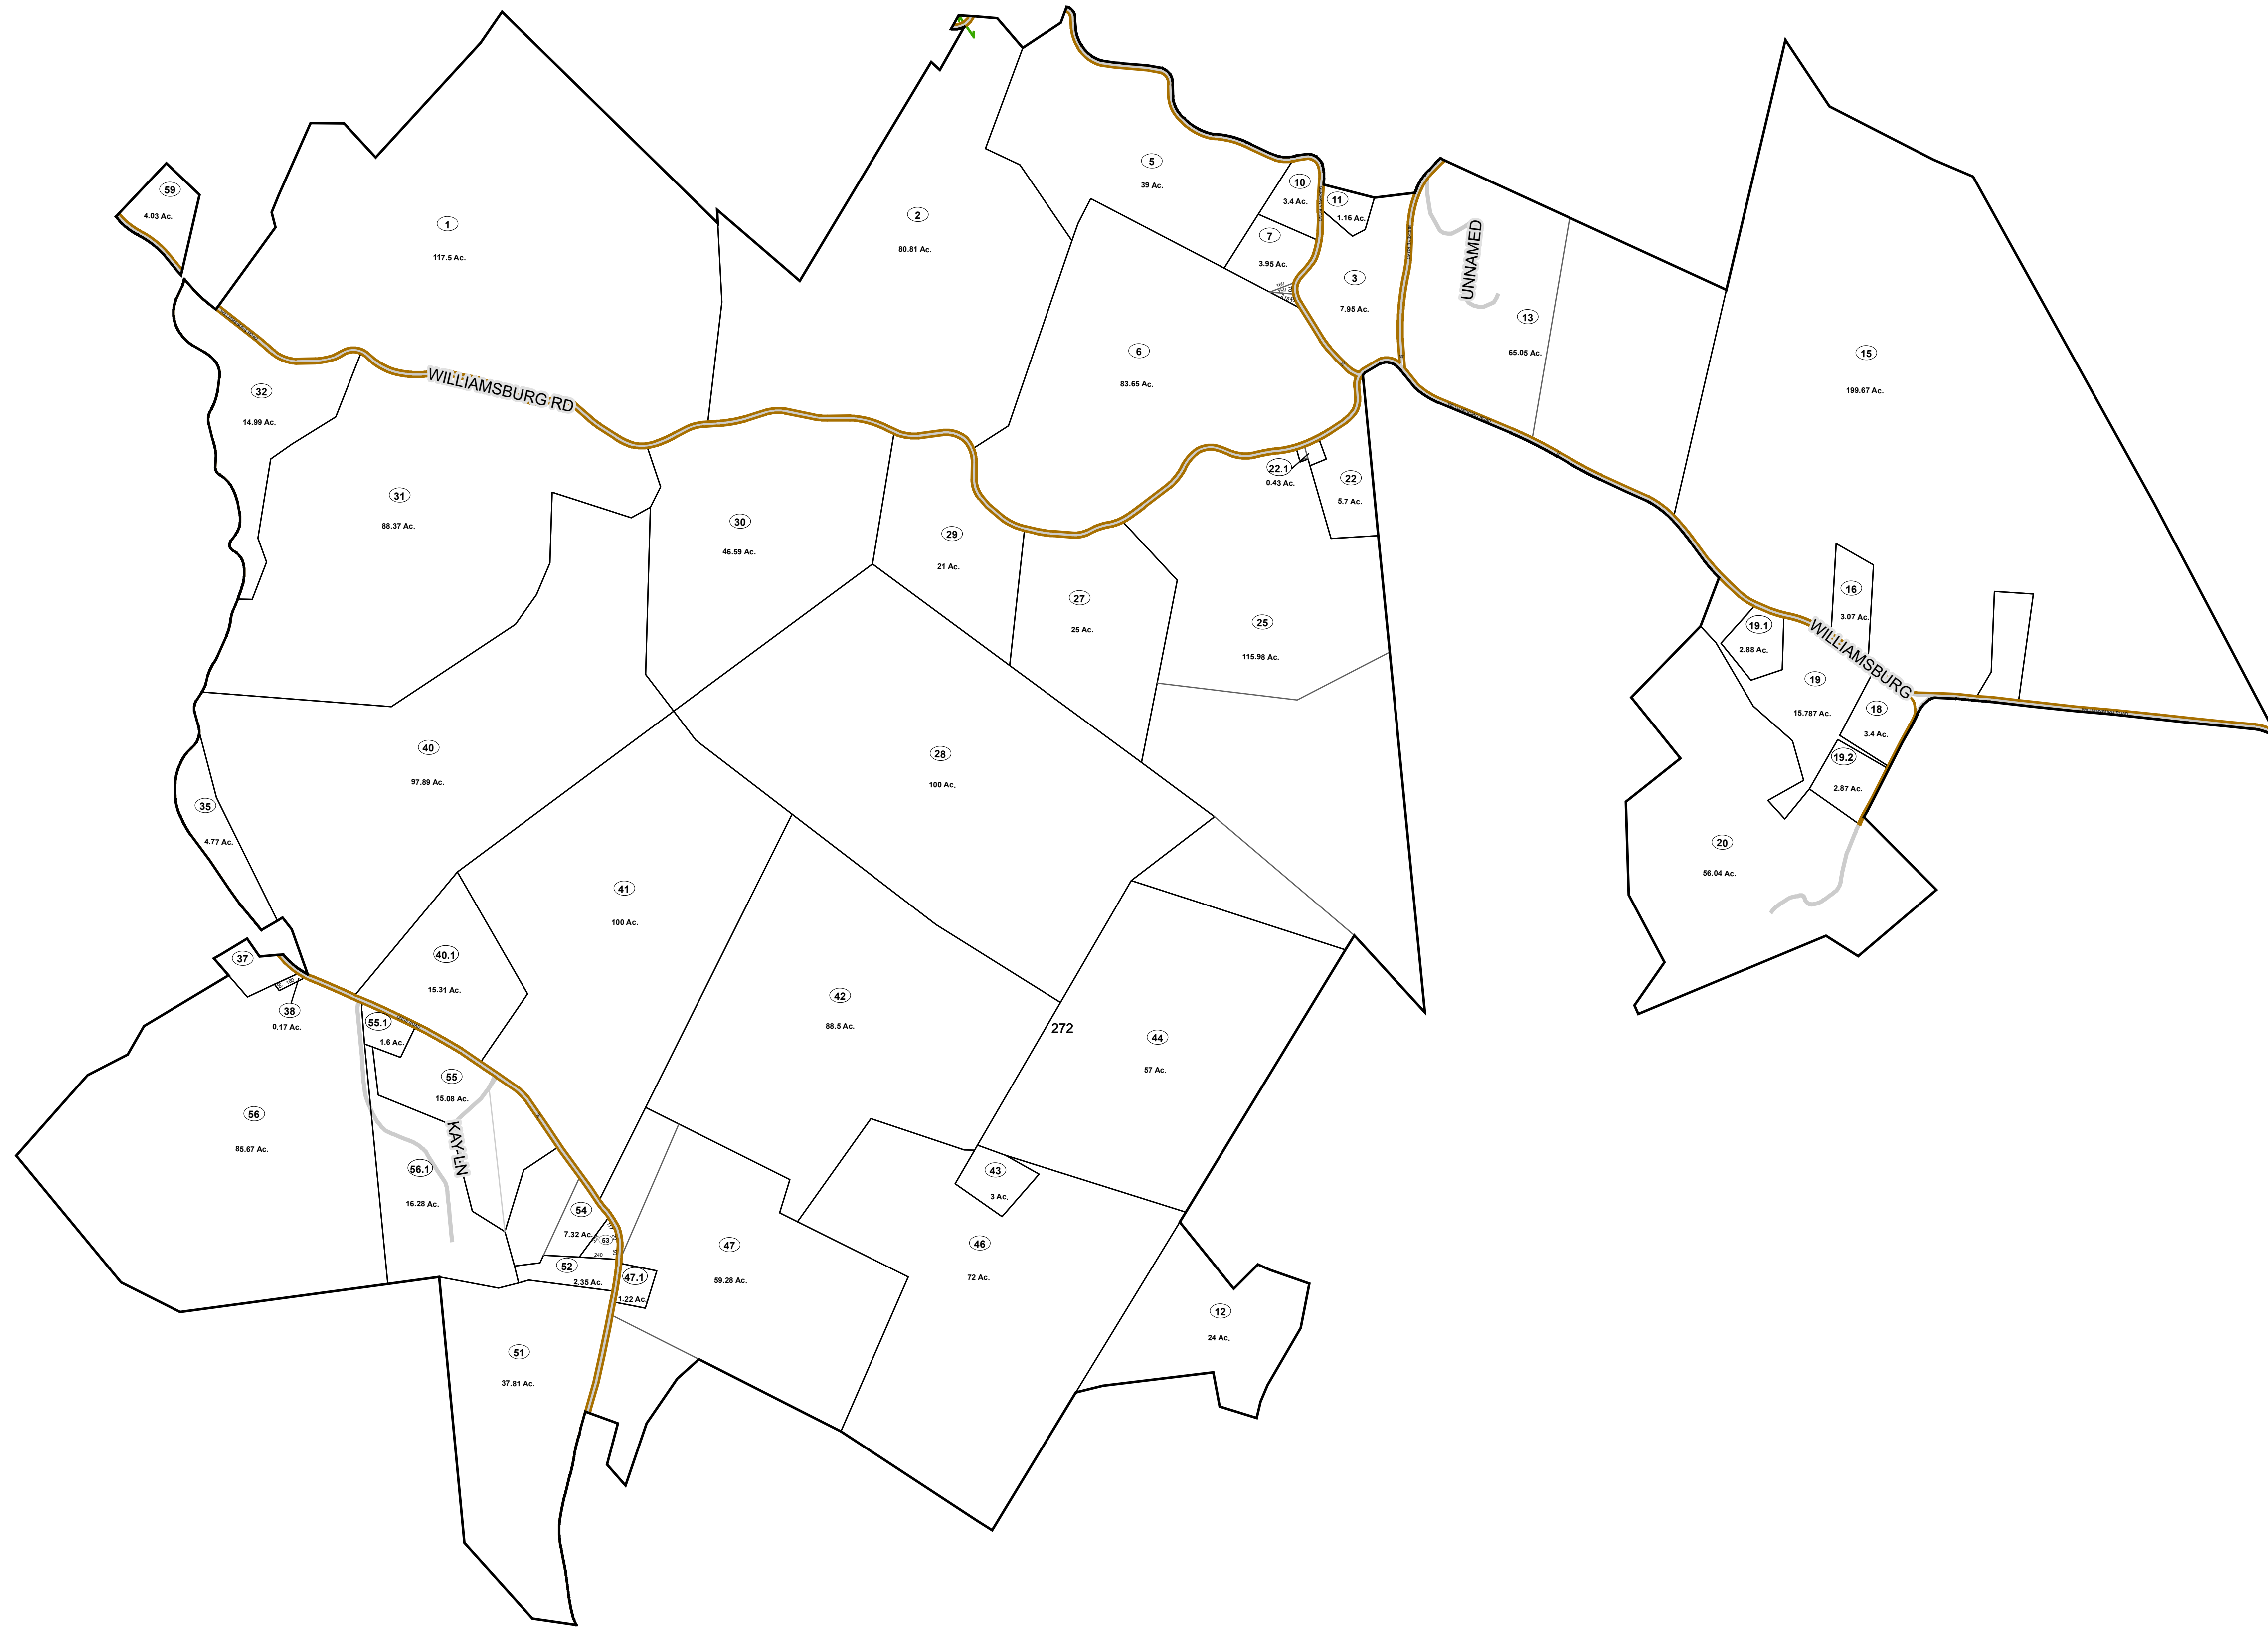 59
4.03 Ac.
1
117.5 Ac.
2
80.81 Ac.
5
39 Ac.
10
3.4 Ac.
11
1.16 Ac.
7
3.95 Ac.
3
7.95 Ac.
UNNAMED
13
65.05 Ac.
6
83.65 Ac.
15
199.67 Ac.
32
14.99 Ac.
WILLIAMSBURG RD
22.1
0.43 Ac.
22
5.7 Ac.
31
88.37 Ac.
30
46.59 Ac.
29
21 Ac.
27
25 Ac.
25
115.98 Ac.
16
3.07 Ac.
WILLIAMSBURG
19.1
2.88 Ac.
19
15.787 Ac.
18
3.4 Ac.
19.2
2.87 Ac.
20
56.04 Ac.
40
97.89 Ac.
28
100 Ac.
35
4.77 Ac.
41
100 Ac.
40.1
15.31 Ac.
37
38
0.17 Ac.
42
88.5 Ac.
272
44
57 Ac.
55.1
1.6 Ac.
55
15.08 Ac.
56
85.67 Ac.
KAY LN
56.1
16.28 Ac.
43
3 Ac.
54
7.32 Ac.
53
240
52
2.35 Ac.
47.1
1.22 Ac.
47
59.28 Ac.
46
72 Ac.
12
24 Ac.
51
37.81 Ac.